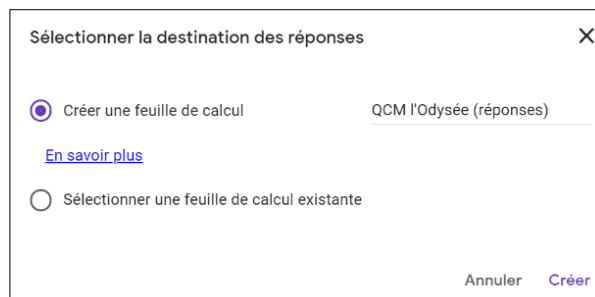 Sélectionner la destination des réponses
Créer une feuille de calcul
QCM l'Odysée (réponses)
En savoir plus
Sélectionner une feuille de calcul existante
Annuler
Créer